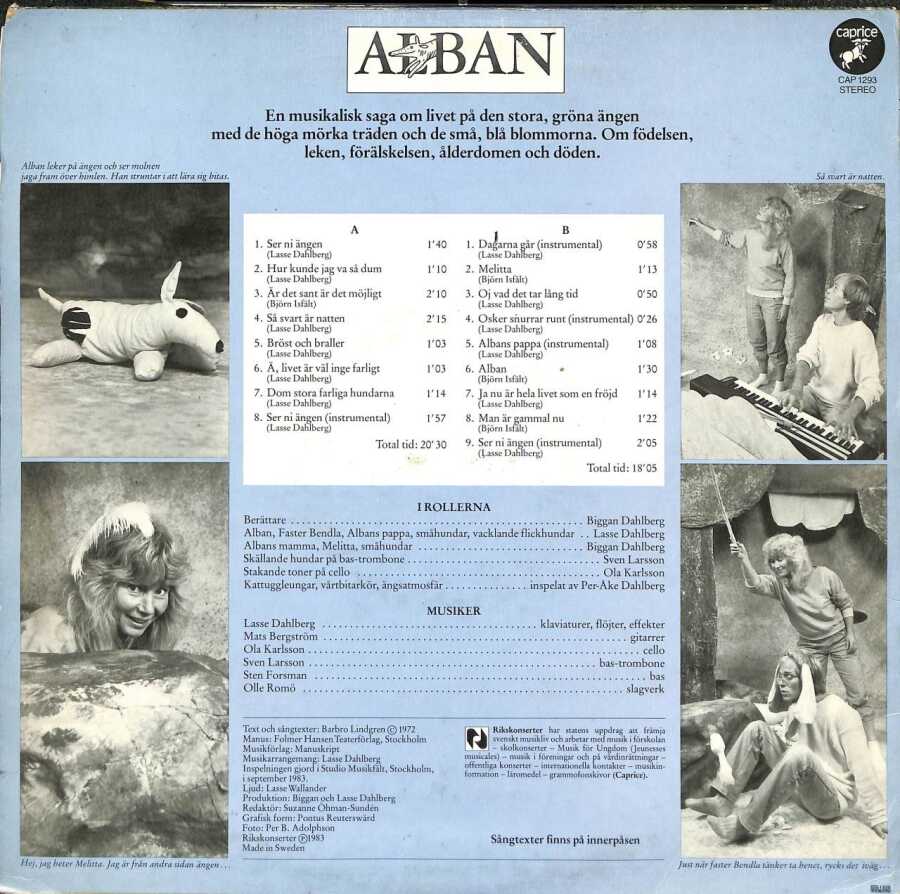 ALBAN
caprice
CAP 1293
STEREO
En musikalisk saga om livet på den stora, gröna ängen
med de höga mörka träden och de små, blå blommorna. Om födelsen,
leken, förälskelsen, ålderdomen och döden.
Alban leker på ängen och ser molnen
jaga fram över himlen. Han struntar i att lära sig bitas.
Så svart är natten.
A
1. Ser ni ängen 1'40
(Lasse Dahlberg)
2. Hur kunde jag va så dum 1'10
(Lasse Dahlberg)
3. Är det sant är det möjligt 2'10
(Björn Isfält)
4. Så svart är natten 2'15
(Lasse Dahlberg)
5. Bröst och braller 1'03
(Lasse Dahlberg)
6. Å, livet är väl inge farligt 1'03
(Lasse Dahlberg)
7. Dom stora farliga hundarna 1'14
(Lasse Dahlberg)
8. Ser ni ängen (instrumental) 1'57
(Lasse Dahlberg)
Total tid: 20'30
B
1. Dagarna går (instrumental) 0'58
(Lasse Dahlberg)
2. Melitta 1'13
(Björn Isfält)
3. Oj vad det tar lång tid 0'50
(Lasse Dahlberg)
4. Osker snurrar runt (instrumental) 0'26
(Lasse Dahlberg)
5. Albans pappa (instrumental) 1'08
(Lasse Dahlberg)
6. Alban 1'30
(Björn Isfält)
7. Ja nu är hela livet som en fröjd 1'14
(Lasse Dahlberg)
8. Man är gammal nu 1'22
(Björn Isfält)
9. Ser ni ängen (instrumental) 2'05
(Lasse Dahlberg)
Total tid: 18'05
I ROLLERNA
Berättare Biggan Dahlberg
Alban, Faster Bendla, Albans pappa, småhundar, vacklande flickhundar Lasse Dahlberg
Albans mamma, Melitta, småhundar Biggan Dahlberg
Skällande hundar på bas-trombone Sven Larsson
Stakande toner på cello Ola Karlsson
Kattuggleungar, vårtbitarkör, ängsatmosfär inspelat av Per-Åke Dahlberg
MUSIKER
Lasse Dahlberg klaviaturer, flöjter, effekter
Mats Bergström gitarrer
Ola Karlsson cello
Sven Larsson bas-trombone
Sten Forsman bas
Olle Romö slagverk
Text och sångtexter: Barbro Lindgren © 1972
Manus: Folmer Hansen Teaterförlag, Stockholm
Musikförlag: Manuskript
Musikarrangemang: Lasse Dahlberg
Inspelningen gjord i Studio Musikfält, Stockholm,
i september 1983.
Ljud: Lasse Wallander
Produktion: Biggan och Lasse Dahlberg
Redaktör: Suzanne Öhman-Sundén
Grafisk form: Pontus Reuterswärd
Foto: Per B. Adolphson
Rikskonserter ℗1983
Made in Sweden
Rikskonserter har statens uppdrag att främja
svenskt musikliv och arbetar med musik i förskolan
– skolkonserter – Musik för Ungdom (Jeunesses
musicales) – musik i föreningar och på vårdinrättningar –
offentliga konserter – internationella kontakter – musikin-
formation – läromedel – grammofonskivor (Caprice).
Sångtexter finns på innerpåsen
Hej, jag heter Melitta. Jag är från andra sidan ängen...
Just när faster Bendla tänker ta benet, rycks det iväg...